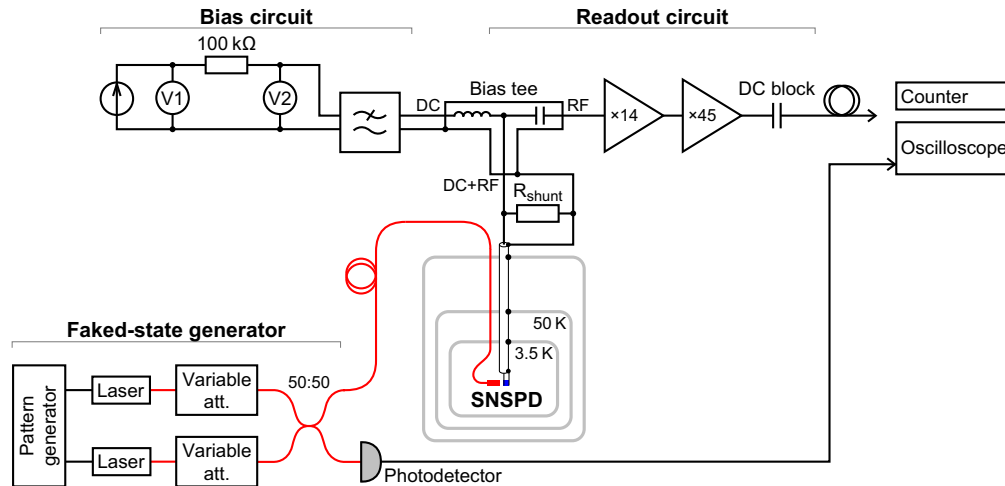 Bias circuit
Readout circuit
100 kΩ
V1
V2
DC
Bias tee
RF
×14
×45
DC block
Counter
Oscilloscope
DC+RF
Rshunt
50 K
3.5 K
SNSPD
Faked-state generator
Pattern
generator
Laser
Variable
att.
50:50
Laser
Variable
att.
Photodetector